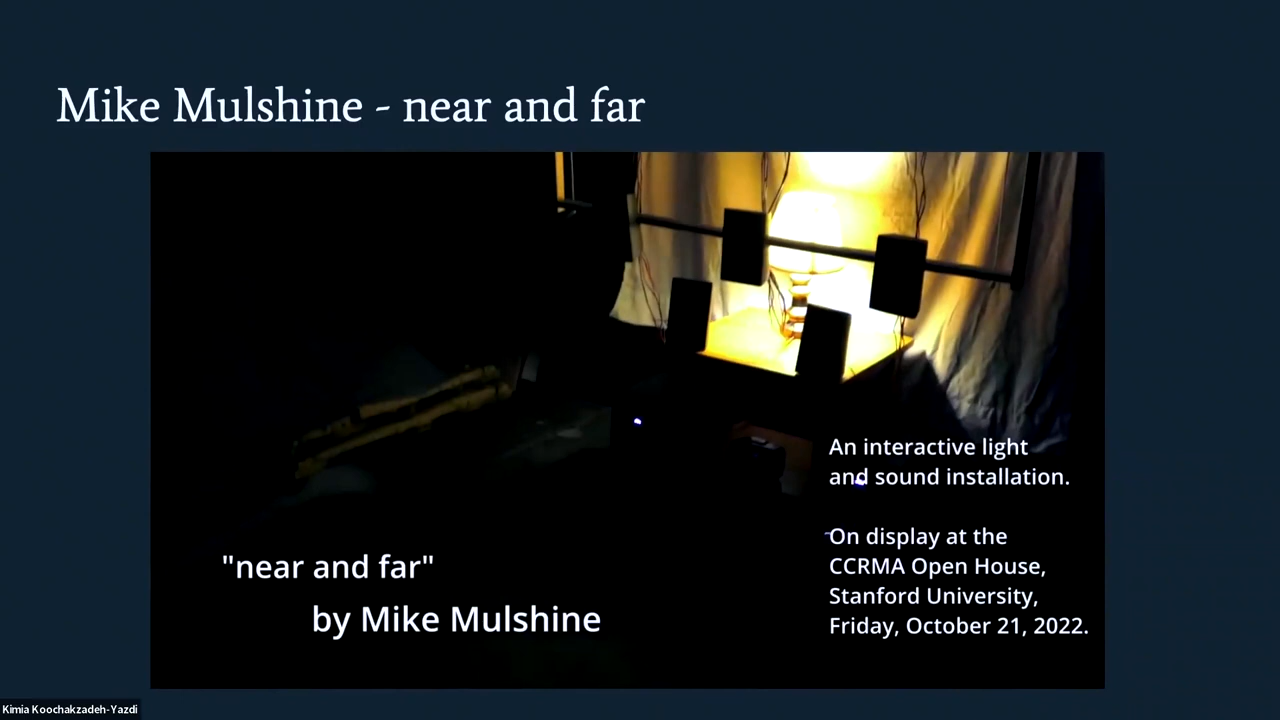 Mike Mulshine - near and far
An interactive light
and sound installation.
On display at the
CCRMA Open House,
Stanford University,
Friday, October 21, 2022.
"near and far"
by Mike Mulshine
Kimia Koochakzadeh-Yazdi